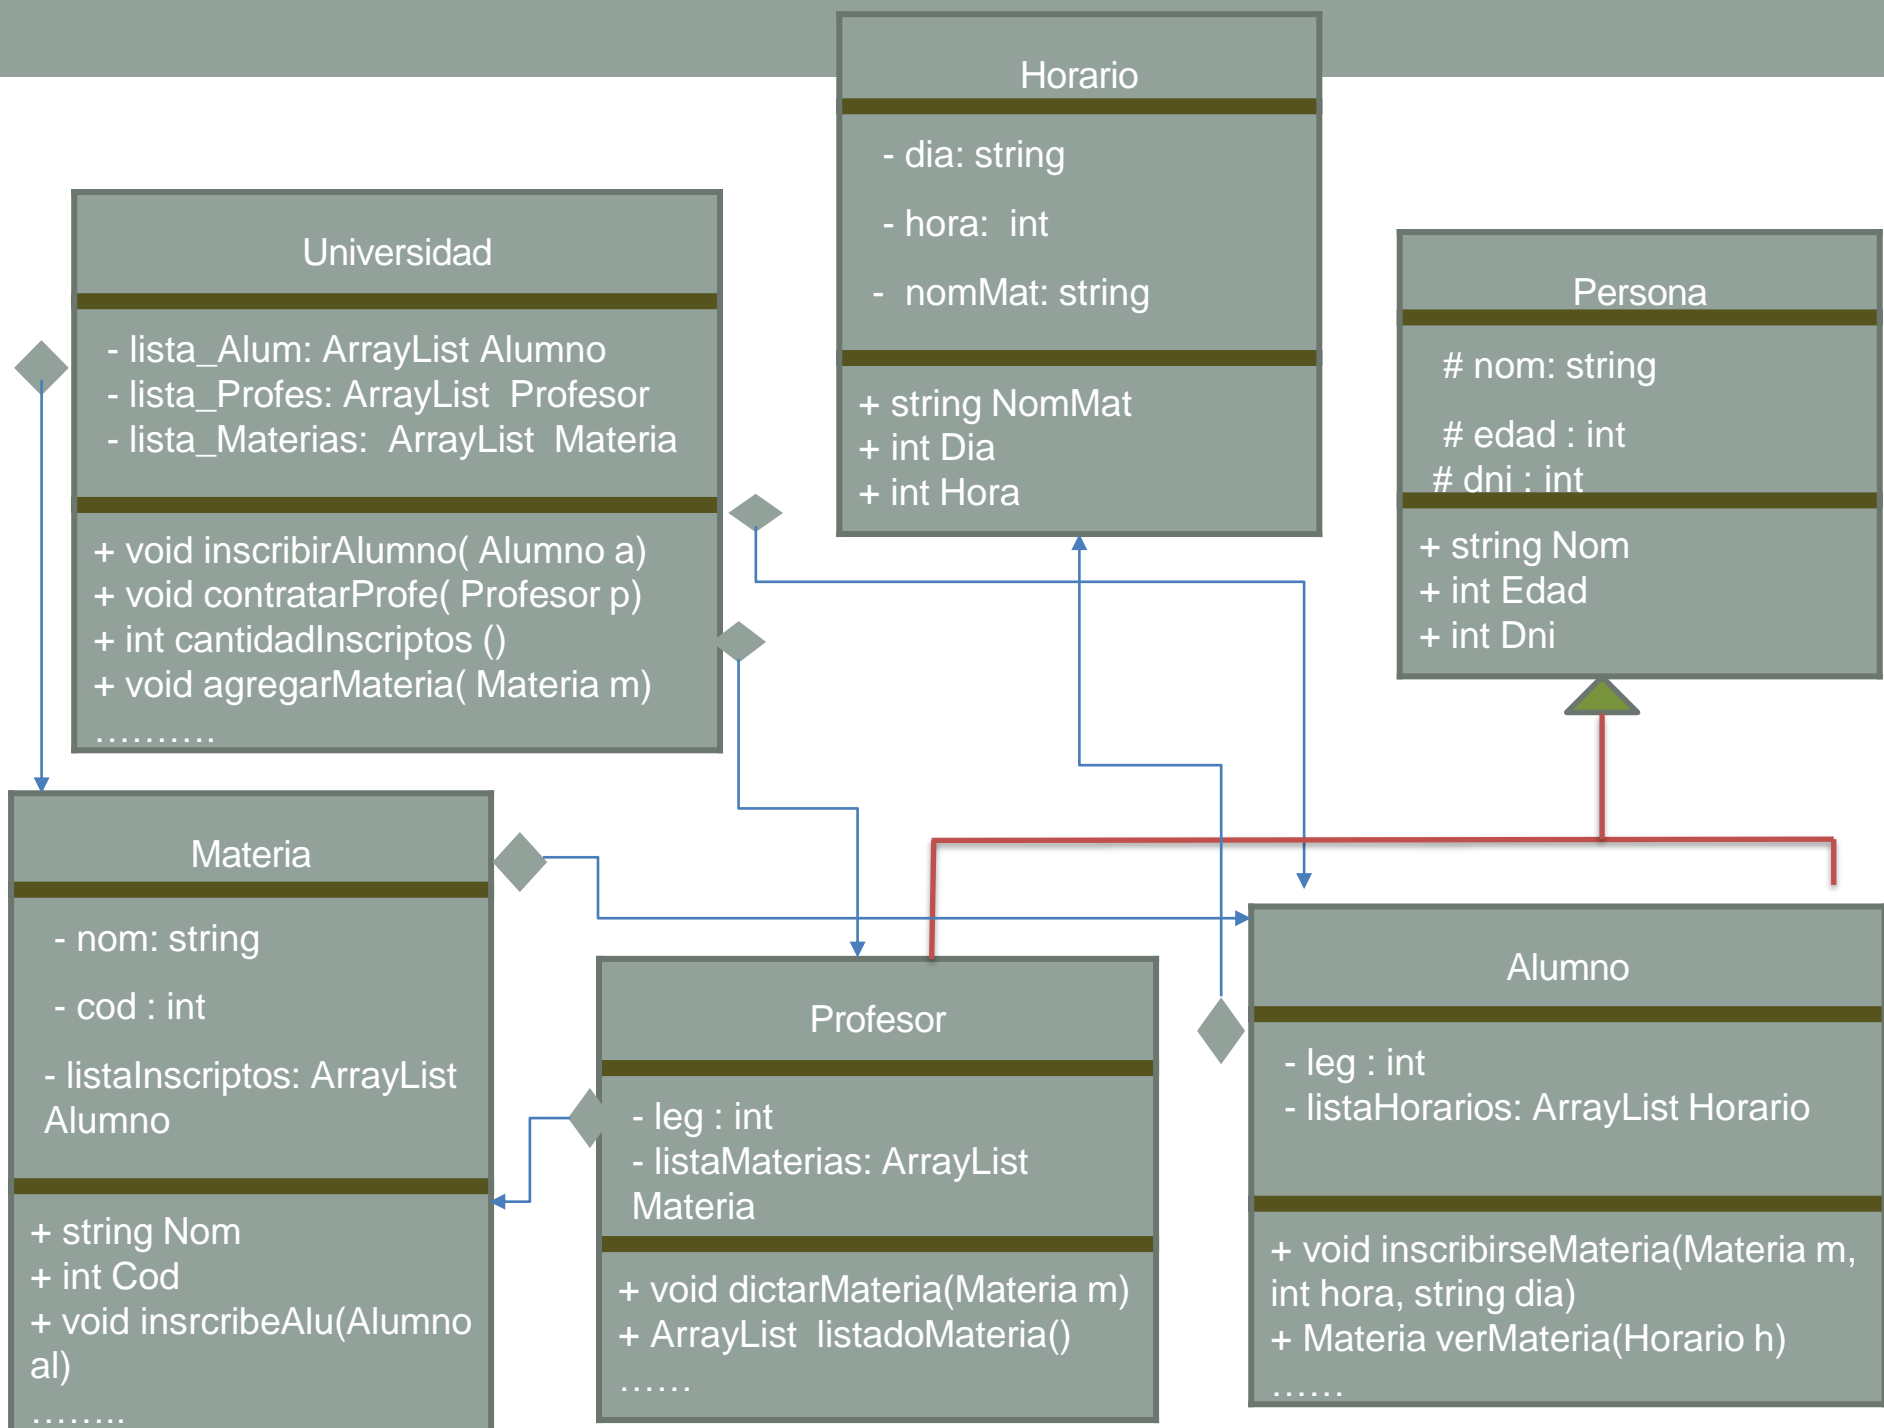 Horario
- dia: string
- hora:  int
-  nomMat: string
+ string NomMat
+ int Dia
+ int Hora
Universidad
- lista_Alum: ArrayList Alumno
- lista_Profes: ArrayList  Profesor
- lista_Materias:  ArrayList  Materia
+ void inscribirAlumno( Alumno a)
+ void contratarProfe( Profesor p)
+ int cantidadInscriptos ()
+ void agregarMateria( Materia m)
……….
Persona
# nom: string
# edad : int
# dni : int
+ string Nom
+ int Edad
+ int Dni
Materia
- nom: string
- cod : int
- listaInscriptos: ArrayList
Alumno
+ string Nom
+ int Cod
+ void insrcribeAlu(Alumno
al)
……..
Profesor
- leg : int
- listaMaterias: ArrayList
Materia
+ void dictarMateria(Materia m)
+ ArrayList  listadoMateria()
……
Alumno
- leg : int
- listaHorarios: ArrayList Horario
+ void inscribirseMateria(Materia m,
int hora, string dia)
+ Materia verMateria(Horario h)
……